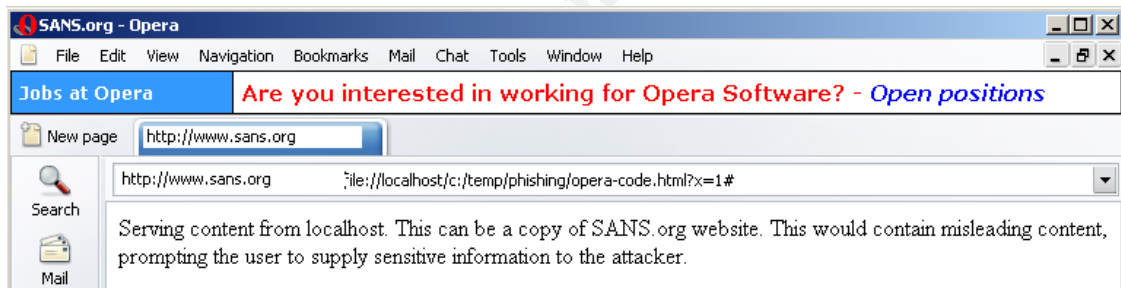 SANS.org - Opera
File Edit View Navigation Bookmarks Mail Chat Tools Window Help
Jobs at Opera Are you interested in working for Opera Software? - Open positions
New page http://www.sans.org
http://www.sans.org file://localhost/c:/temp/phishing/opera-code.html?x=1#
Search
Serving content from localhost. This can be a copy of SANS.org website. This would contain misleading content,
prompting the user to supply sensitive information to the attacker.
Mail